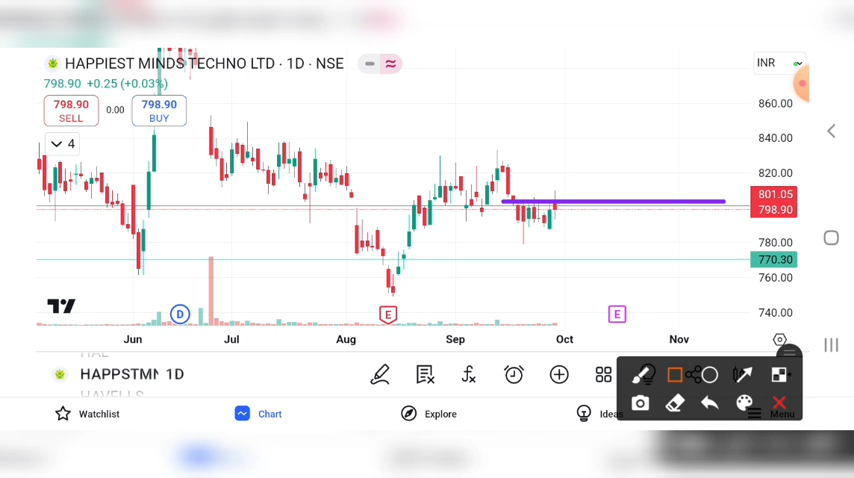 HAPPIEST MINDS TECHNO LTD · 1D · NSE
INR
798.90 +0.25 (+0.03%)
798.90
SELL
0.00
798.90
BUY
4
860.00
840.00
820.00
801.05
798.90
780.00
770.30
760.00
740.00
D
E
E
Jun
Jul
Aug
Sep
Oct
Nov
HAL
HAPPSTMN 1D
HAVELLS
Watchlist
Chart
Explore
Ideas
Menu